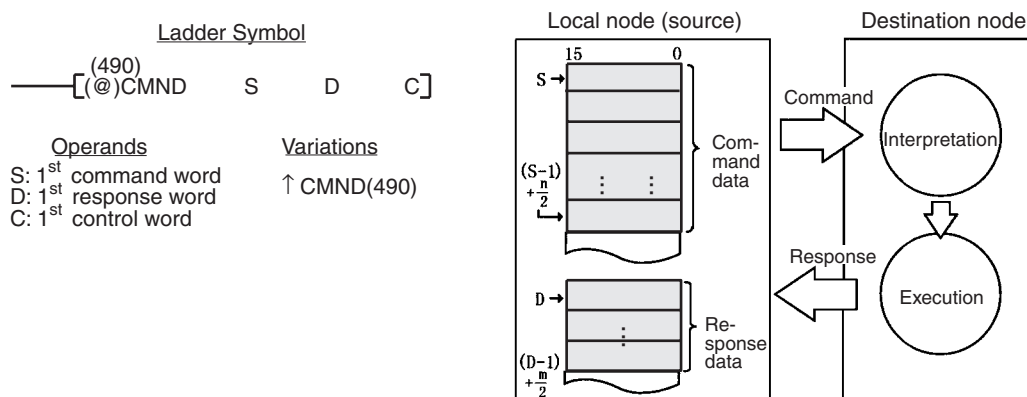 Ladder Symbol
(490)
[(@)CMND S D C]
Operands
S: 1st command word
D: 1st response word
C: 1st control word
Variations
↑ CMND(490)
Local node (source)
15 0
S →
(S-1)
+ n/2
⋮ ⋮
Com-
mand
data
D →
⋮
(D-1)
+ m/2
Re-
sponse
data
Command
Response
Destination node
Interpretation
Execution